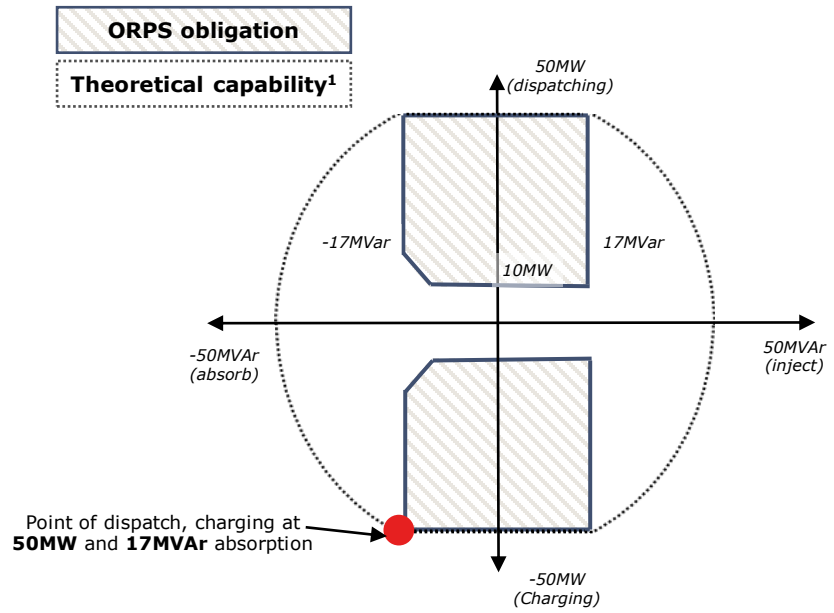 ORPS obligation
Theoretical capability1
50MW
(dispatching)
-17MVar
17MVar
10MW
-50MVAr
(absorb)
50MVAr
(inject)
Point of dispatch, charging at
50MW and 17MVAr absorption
-50MW
(Charging)